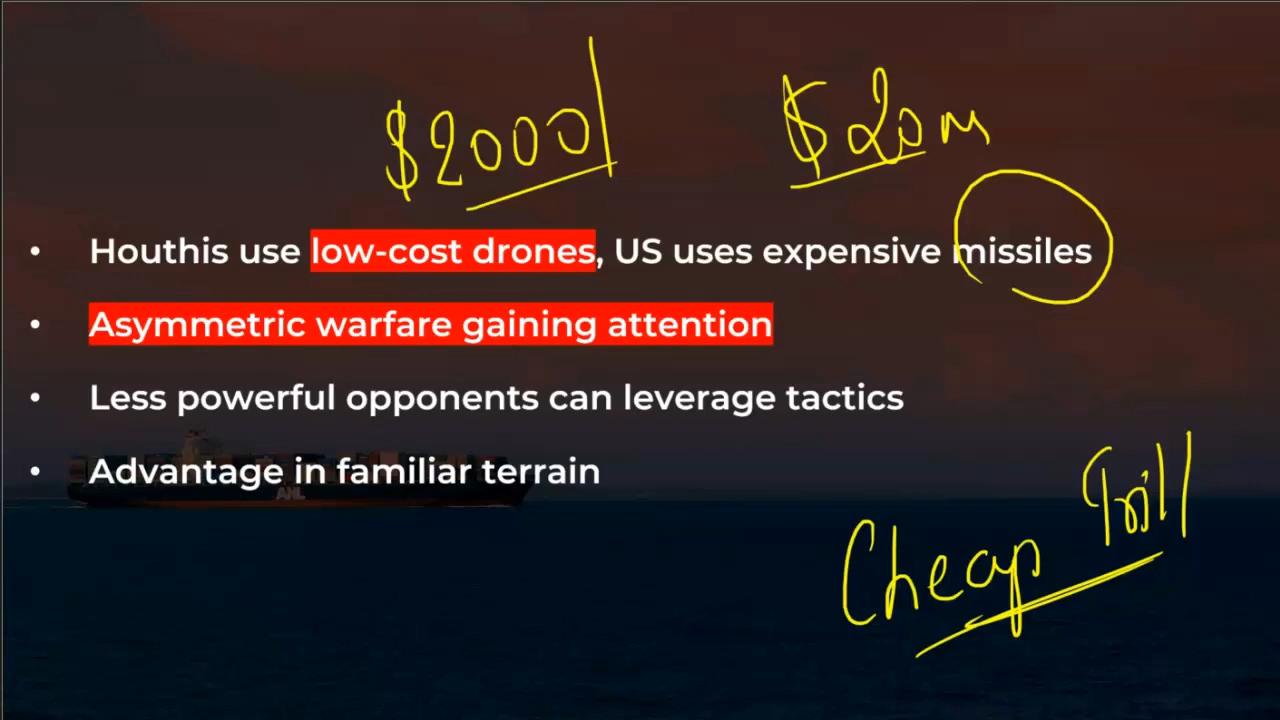 $2000/
$20M
• Houthis use low-cost drones, US uses expensive missiles
• Asymmetric warfare gaining attention
• Less powerful opponents can leverage tactics
• Advantage in familiar terrain
ANL
Cheap